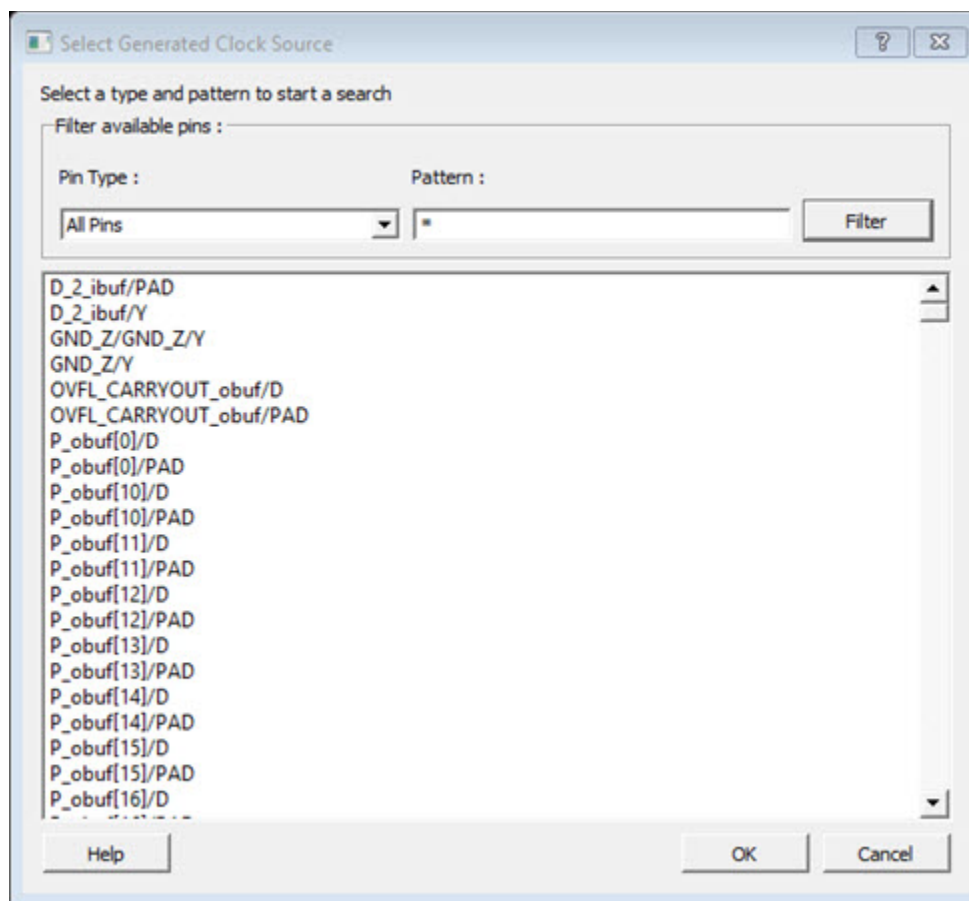 Select Generated Clock Source
Select a type and pattern to start a search
Filter available pins :
Pin Type : Pattern :
All Pins * Filter
D_2_ibuf/PAD
D_2_ibuf/Y
GND_Z/GND_Z/Y
GND_Z/Y
OVFL_CARRYOUT_obuf/D
OVFL_CARRYOUT_obuf/PAD
P_obuf[0]/D
P_obuf[0]/PAD
P_obuf[10]/D
P_obuf[10]/PAD
P_obuf[11]/D
P_obuf[11]/PAD
P_obuf[12]/D
P_obuf[12]/PAD
P_obuf[13]/D
P_obuf[13]/PAD
P_obuf[14]/D
P_obuf[14]/PAD
P_obuf[15]/D
P_obuf[15]/PAD
P_obuf[16]/D
Help OK Cancel